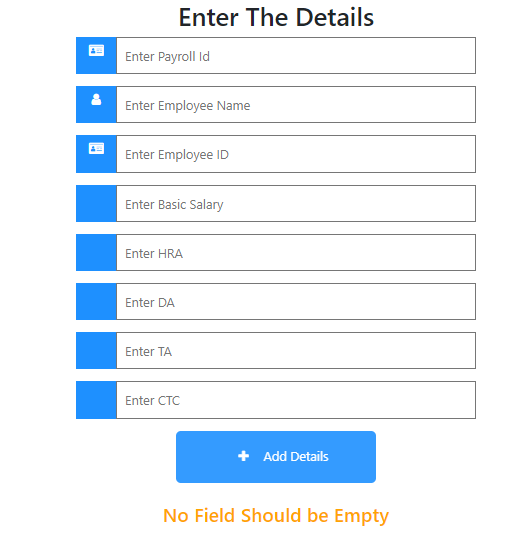 Enter The Details
Enter Payroll Id
Enter Employee Name
Enter Employee ID
Enter Basic Salary
Enter HRA
Enter DA
Enter TA
Enter CTC
Add Details
No Field Should be Empty